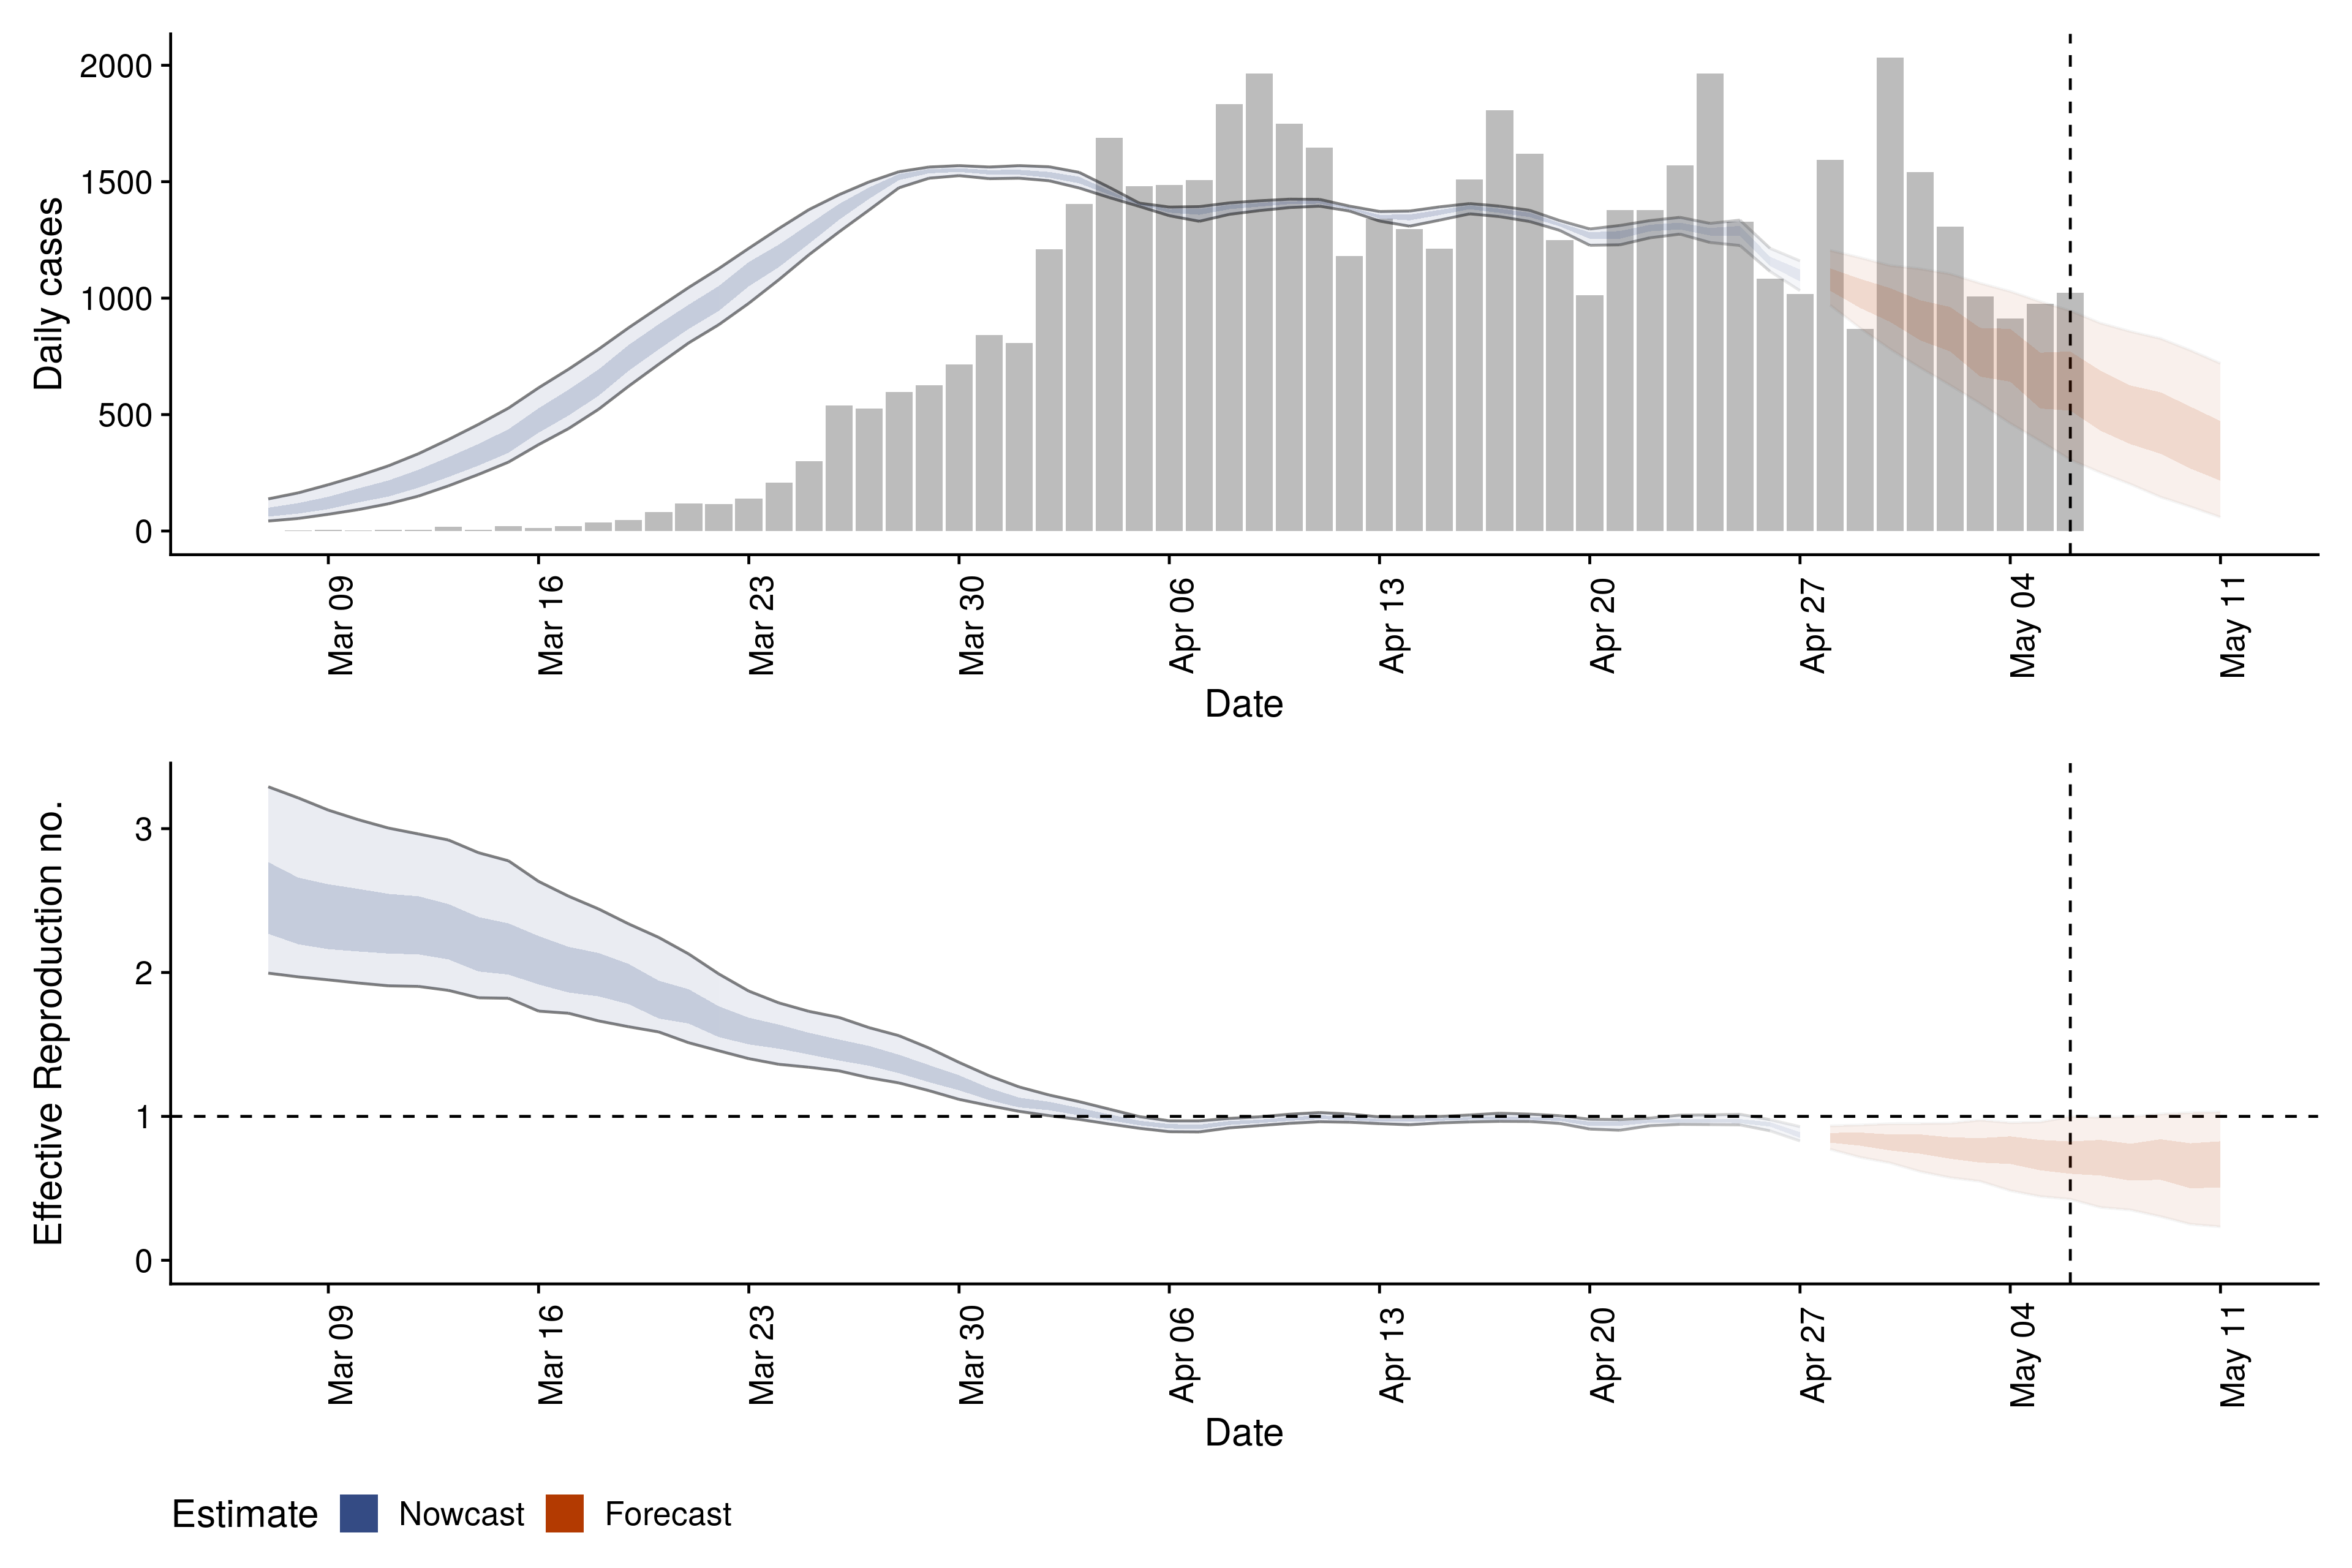 Daily cases
2000
1500
1000
500
0
Mar 09
Mar 16
Mar 23
Mar 30
Apr 06
Apr 13
Apr 20
Apr 27
May 04
May 11
Date
Effective Reproduction no.
3
2
1
0
Mar 09
Mar 16
Mar 23
Mar 30
Apr 06
Apr 13
Apr 20
Apr 27
May 04
May 11
Date
Estimate Nowcast Forecast